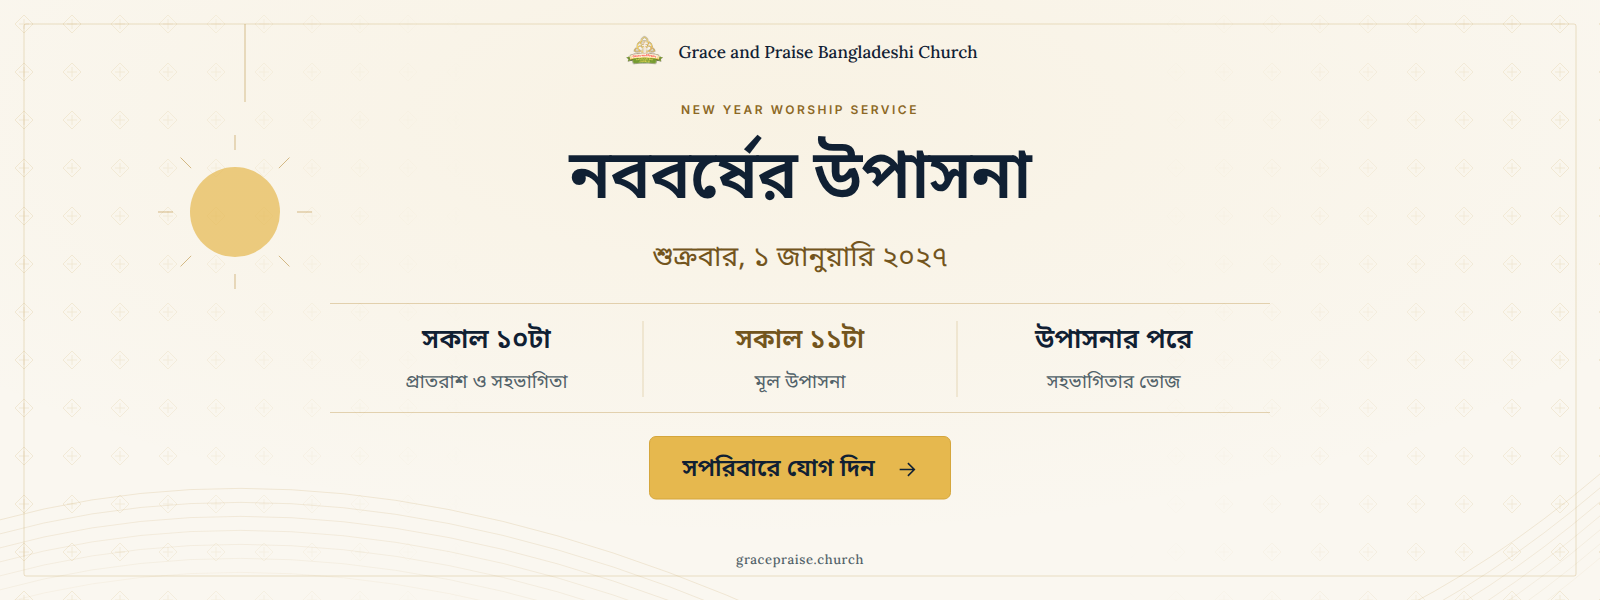 Grace and Praise Bangladeshi Church
NEW YEAR WORSHIP SERVICE
নববর্ষের উপাসনা
শুক্রবার, ১ জানুয়ারি ২০২৭
সকাল ১০টা
প্রাতরাশ ও সহভাগিতা
সকাল ১১টা
মূল উপাসনা
উপাসনার পরে
সহভাগিতার ভোজ
সপরিবারে যোগ দিন →
gracepraise.church